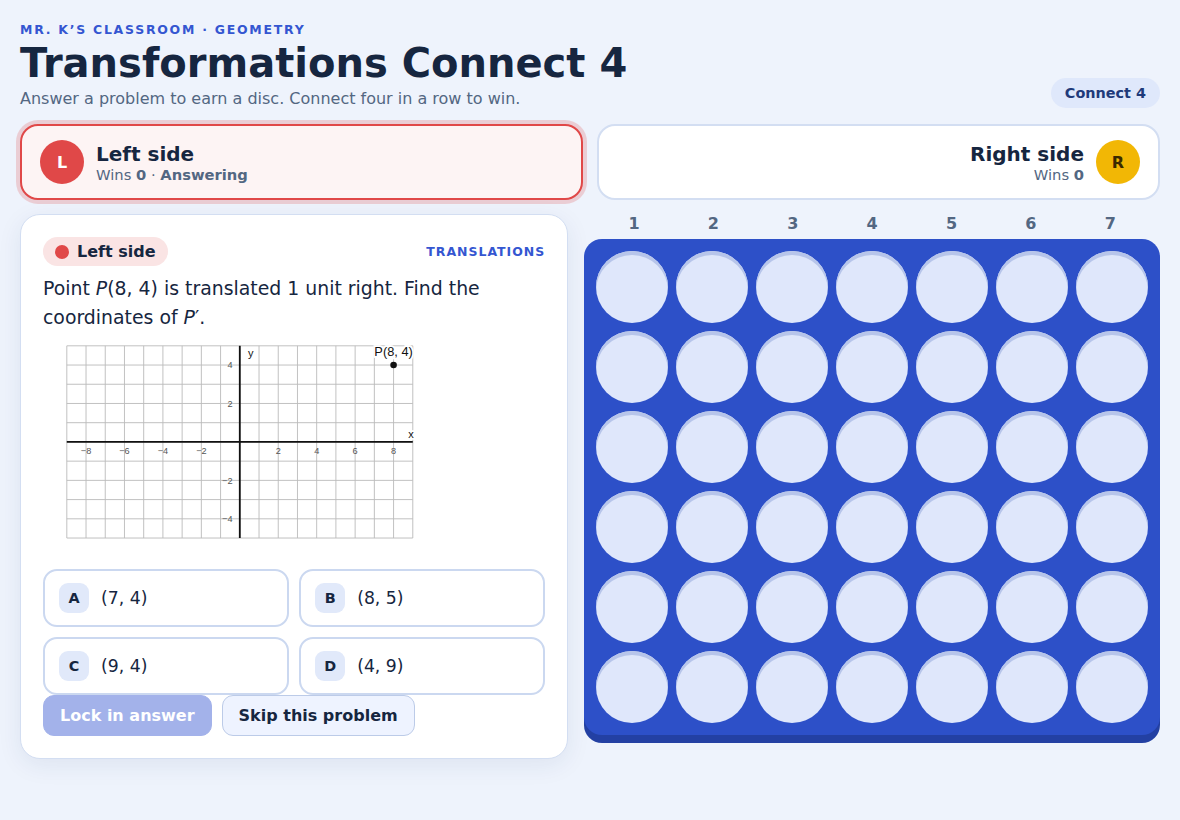 MR. K’S CLASSROOM · GEOMETRY
Transformations Connect 4
Answer a problem to earn a disc. Connect four in a row to win.
Connect 4
L
Left side
Wins 0 · Answering
Right side
Wins 0
R
Left side
TRANSLATIONS
Point P(8, 4) is translated 1 unit right. Find the
coordinates of P′.
y
P(8, 4)
4
2
x
−8 −6 −4 −2 2 4 6 8
−2
−4
A (7, 4)
B (8, 5)
C (9, 4)
D (4, 9)
Lock in answer
Skip this problem
1 2 3 4 5 6 7